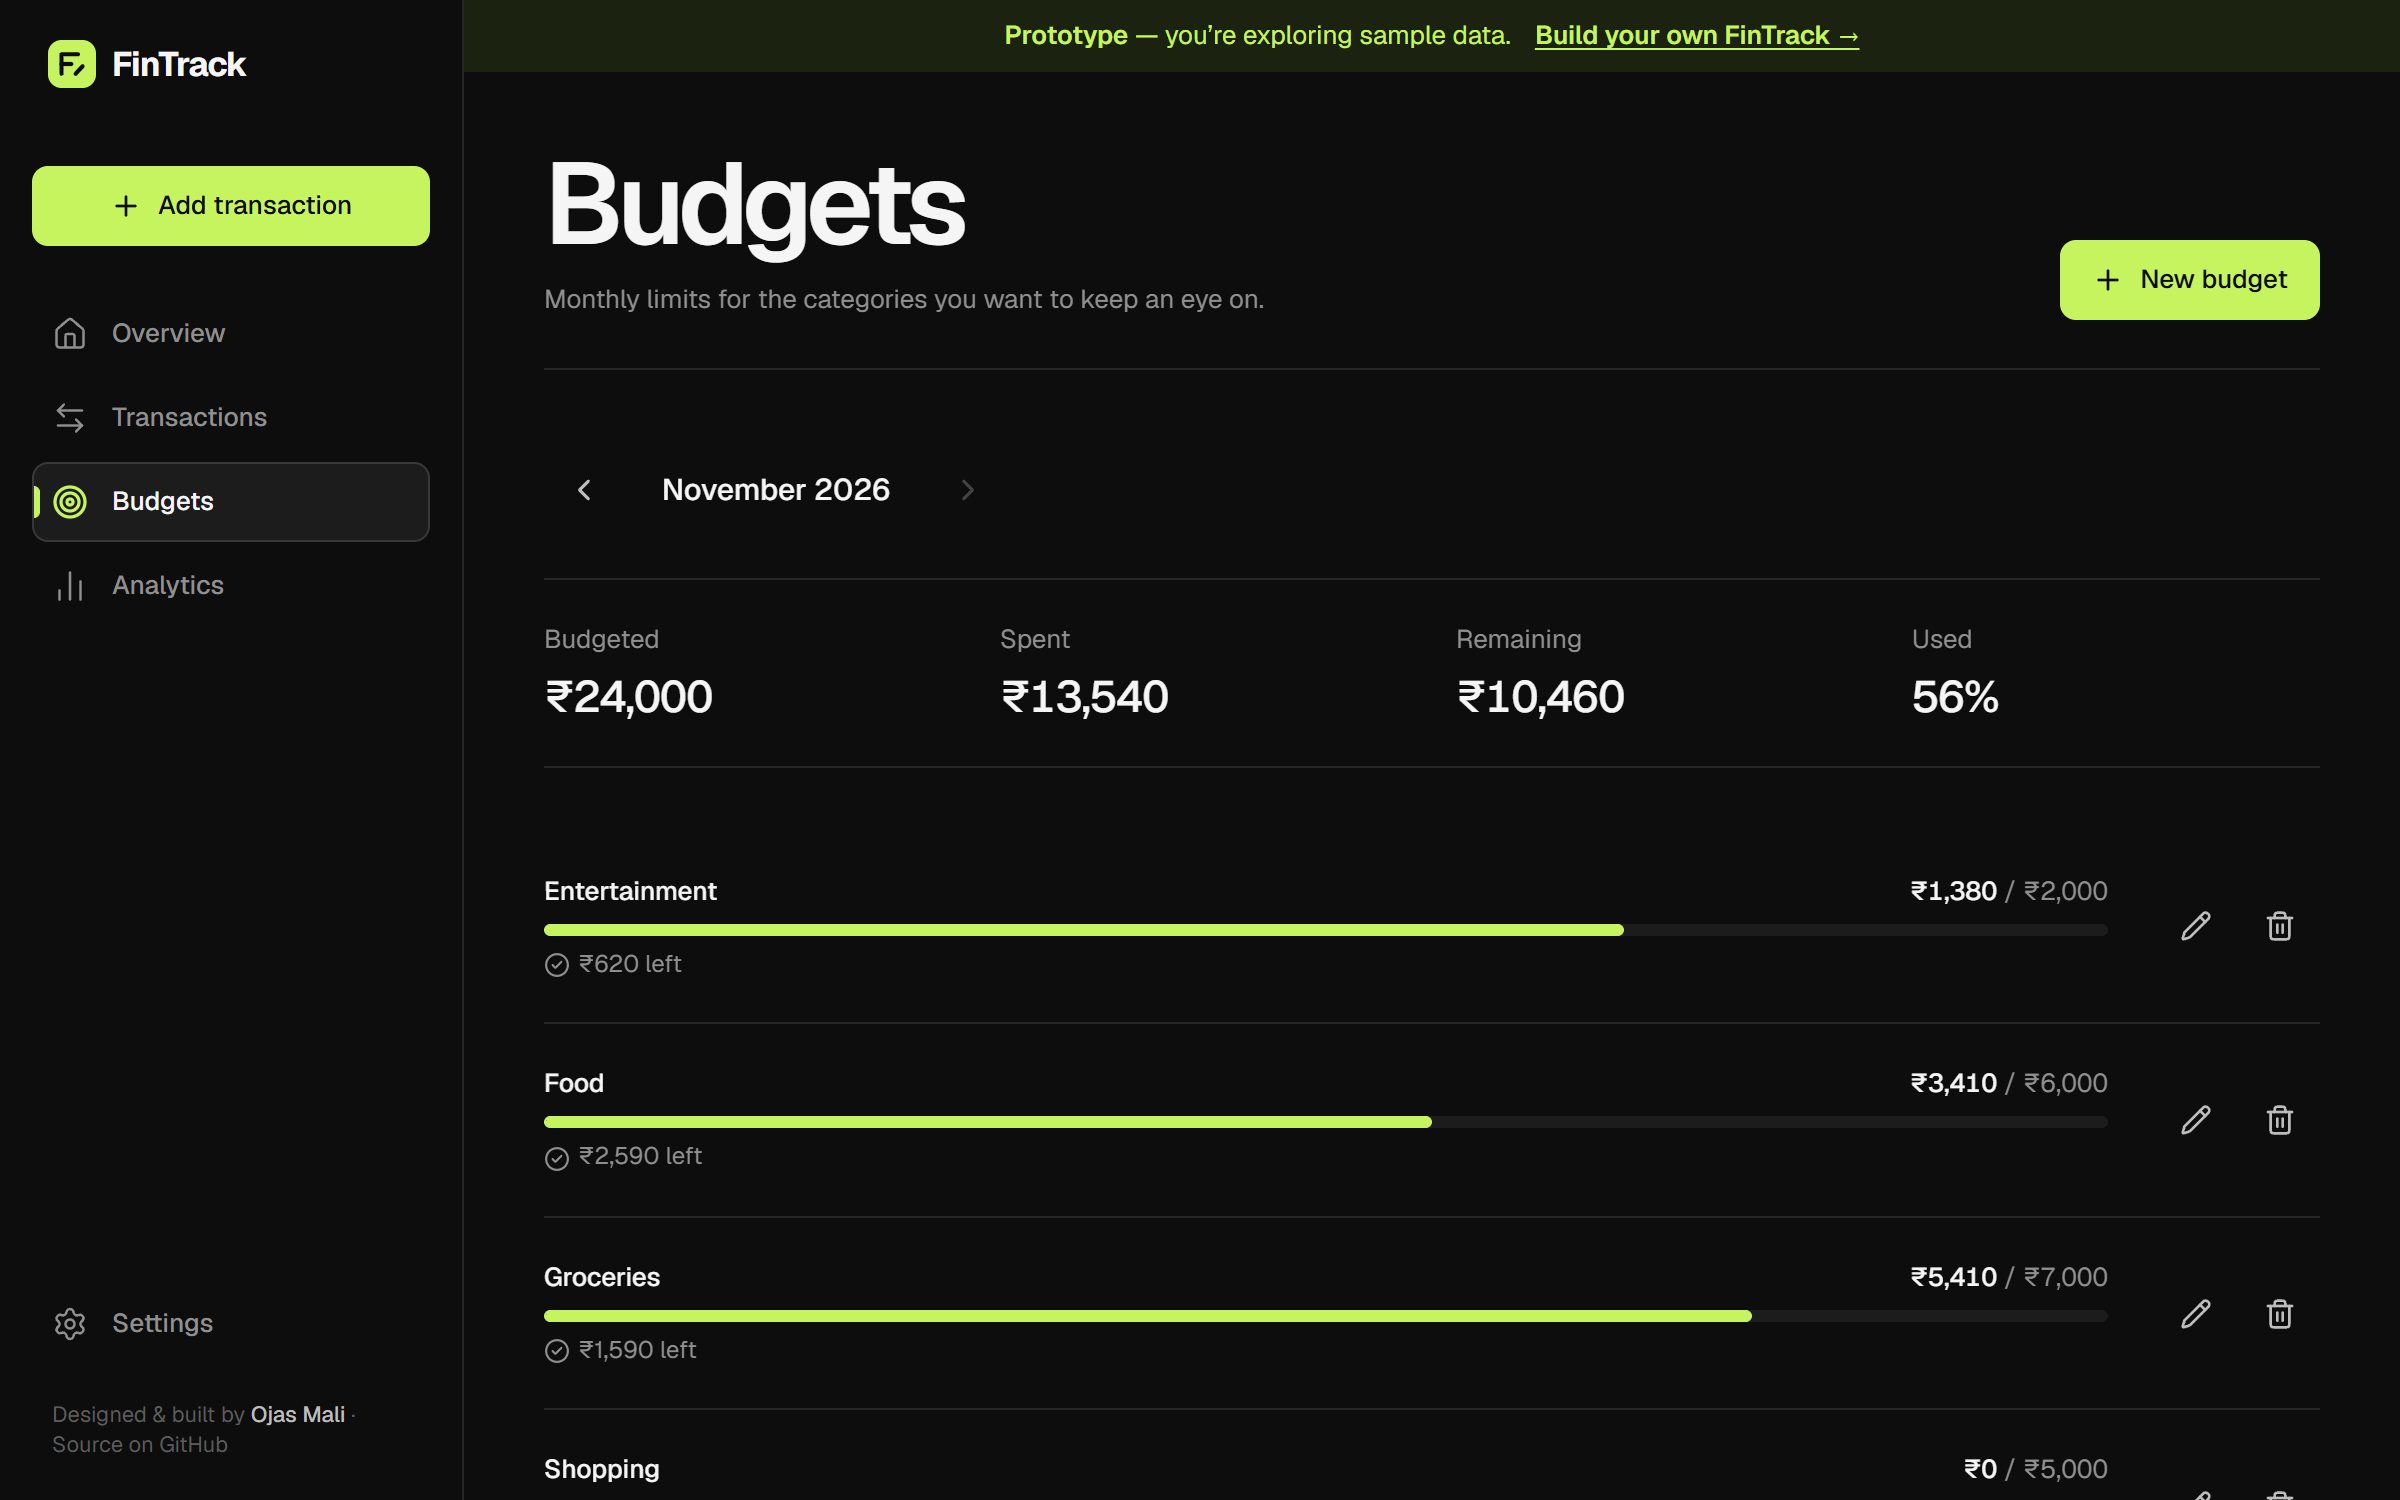 FinTrack
Prototype — you’re exploring sample data. Build your own FinTrack →
+ Add transaction
Overview
Transactions
Budgets
Analytics
Settings
Designed & built by Ojas Mali ·
Source on GitHub
Budgets
Monthly limits for the categories you want to keep an eye on.
+ New budget
November 2026
Budgeted Spent Remaining Used
₹24,000 ₹13,540 ₹10,460 56%
Entertainment ₹1,380 / ₹2,000
₹620 left
Food ₹3,410 / ₹6,000
₹2,590 left
Groceries ₹5,410 / ₹7,000
₹1,590 left
Shopping ₹0 / ₹5,000